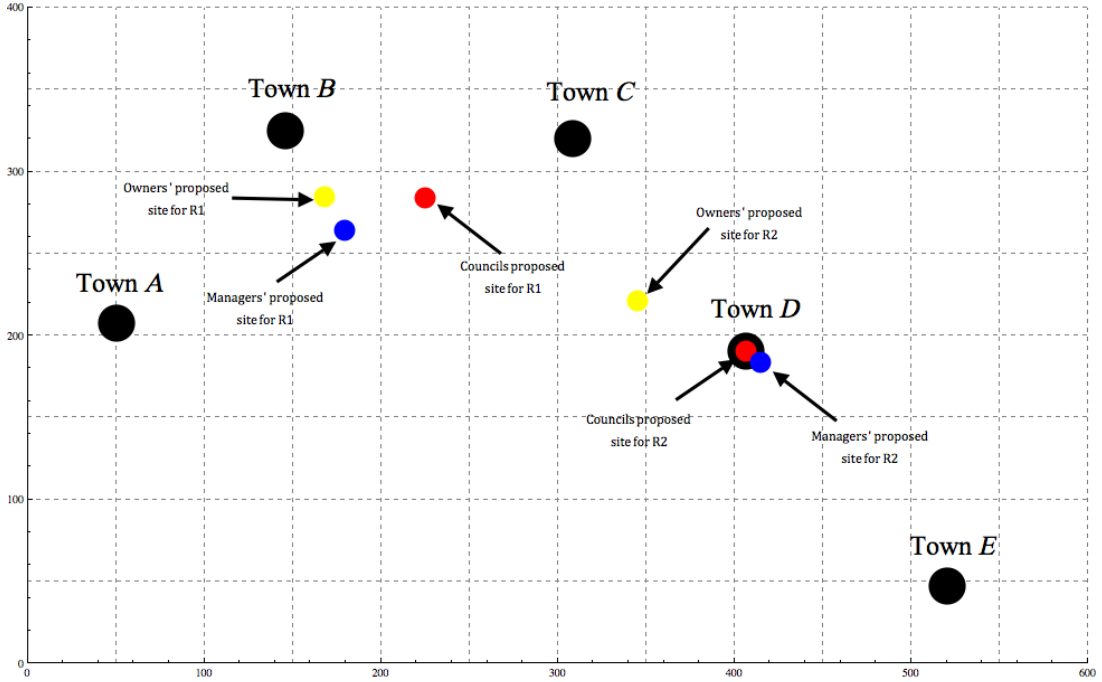 400
Town B
Town C
Owners' proposed
site for R1
300
Owners' proposed
site for R2
Councils proposed
site for R1
Town A
Managers' proposed
site for R1
Town D
200
Councils proposed
site for R2
Managers' proposed
site for R2
100
Town E
0
0 100 200 300 400 500 600